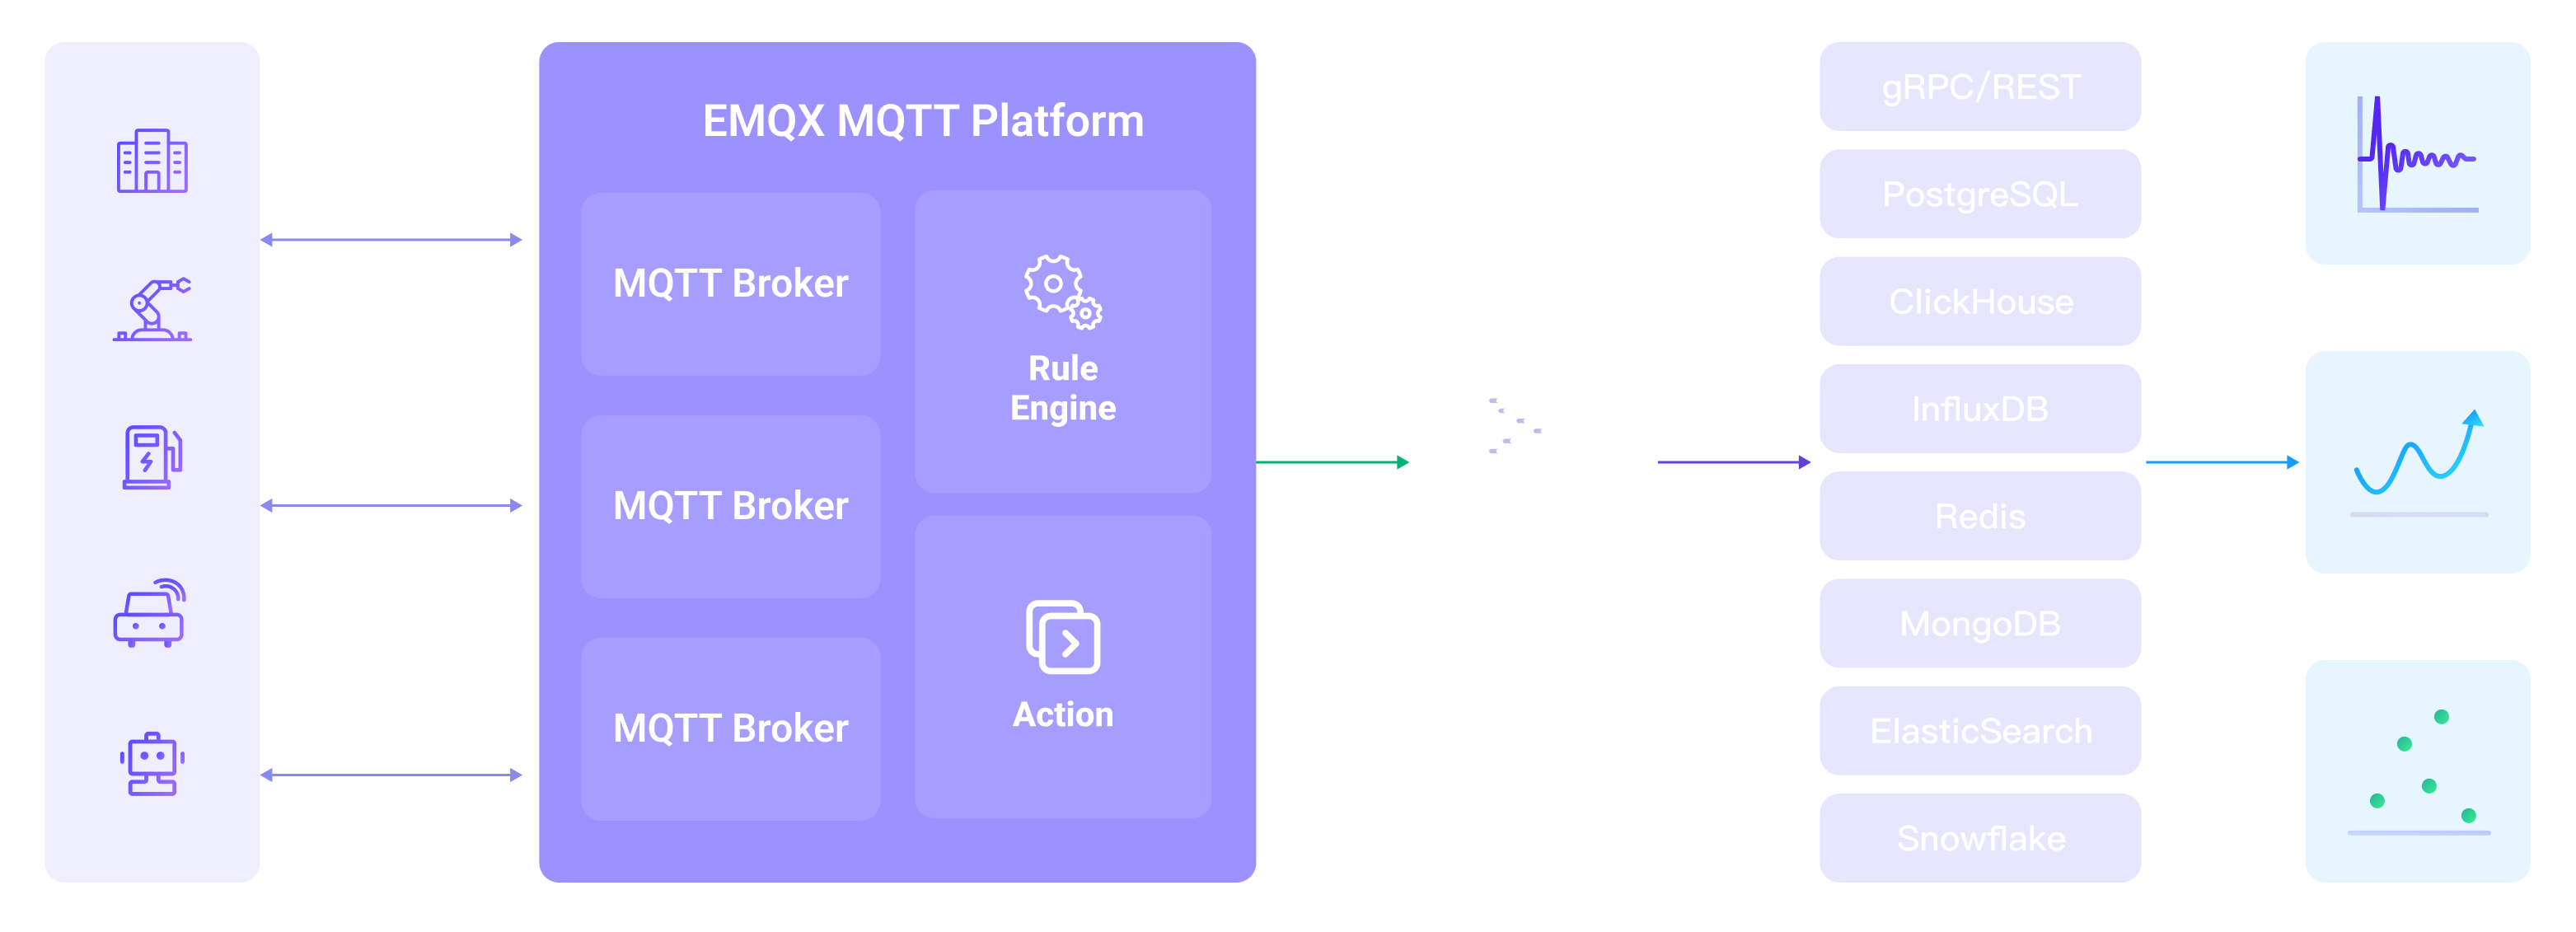 EMQX MQTT Platform
MQTT Broker
MQTT Broker
MQTT Broker
Rule
Engine
Action
gRPC/REST
PostgreSQL
ClickHouse
InfluxDB
Redis
MongoDB
ElasticSearch
Snowflake